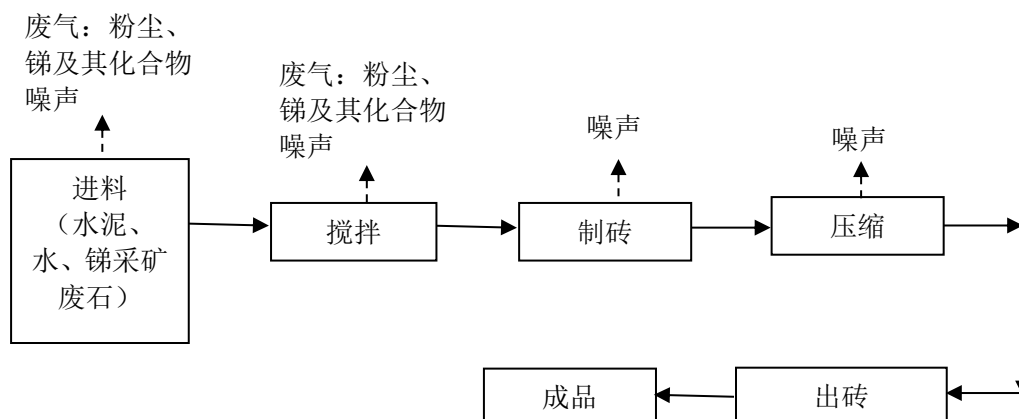 废气：粉尘、
锑及其化合物
噪声
废气：粉尘、
锑及其化合物
噪声
噪声
噪声
进料
（水泥、
水、锑采矿
废石）
搅拌
制砖
压缩
成品
出砖